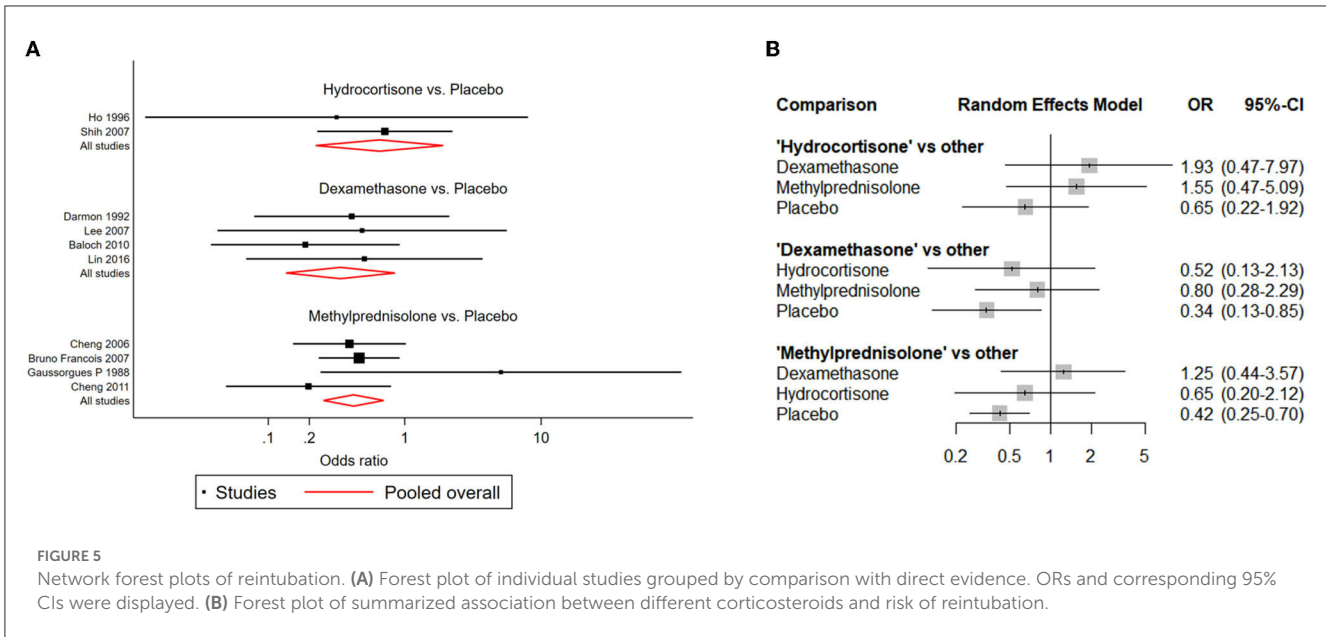 A
Hydrocortisone vs. Placebo
Ho 1996
Shih 2007
All studies
Dexamethasone vs. Placebo
Darmon 1992
Lee 2007
Baloch 2010
Lin 2016
All studies
Methylprednisolone vs. Placebo
Cheng 2006
Bruno Francois 2007
Gaussorgues P 1988
Cheng 2011
All studies
.1 .2 1 10
Odds ratio
Studies Pooled overall
B
Comparison Random Effects Model OR 95%-CI
'Hydrocortisone' vs other
Dexamethasone 1.93 (0.47-7.97)
Methylprednisolone 1.55 (0.47-5.09)
Placebo 0.65 (0.22-1.92)
'Dexamethasone' vs other
Hydrocortisone 0.52 (0.13-2.13)
Methylprednisolone 0.80 (0.28-2.29)
Placebo 0.34 (0.13-0.85)
'Methylprednisolone' vs other
Dexamethasone 1.25 (0.44-3.57)
Hydrocortisone 0.65 (0.20-2.12)
Placebo 0.42 (0.25-0.70)
0.2 0.5 1 2 5
FIGURE 5
Network forest plots of reintubation. (A) Forest plot of individual studies grouped by comparison with direct evidence. ORs and corresponding 95%
CIs were displayed. (B) Forest plot of summarized association between different corticosteroids and risk of reintubation.